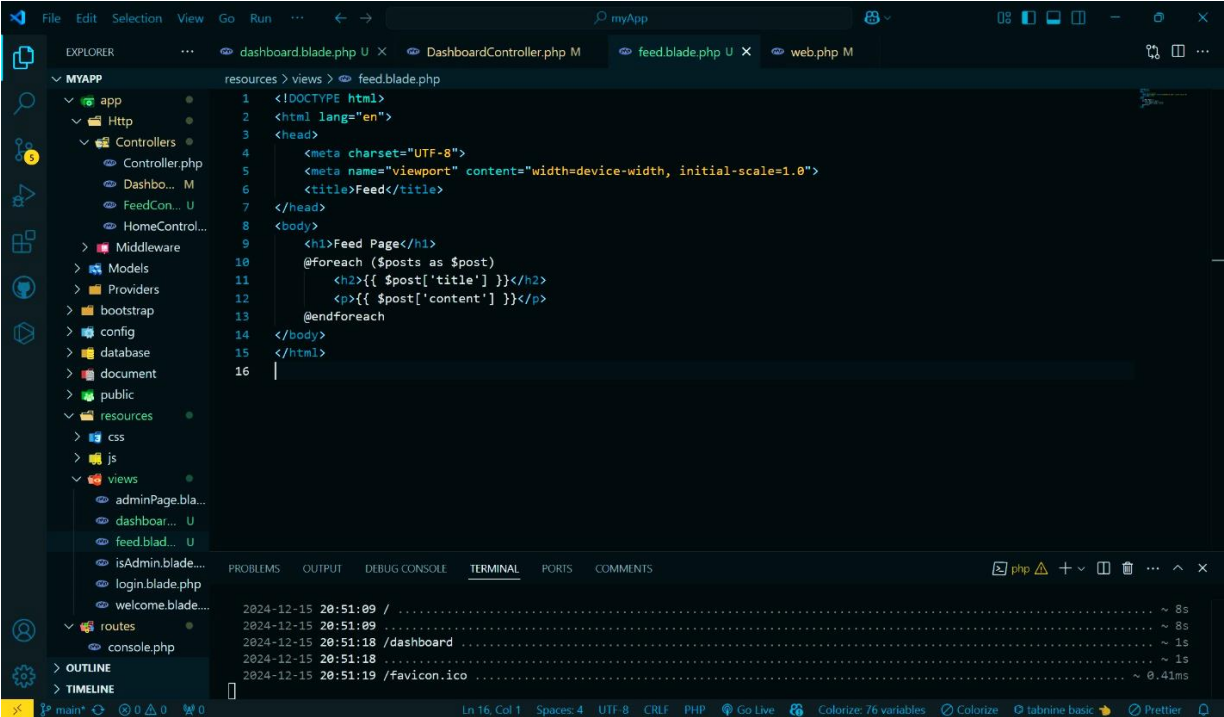 File Edit Selection View Go Run ··· myApp
EXPLORER ···
dashboard.blade.php U
DashboardController.php M
feed.blade.php U
web.php M
MYAPP
app
Http
Controllers
Controller.php
Dashbo... M
FeedCon... U
HomeControl...
Middleware
Models
Providers
bootstrap
config
database
document
public
resources
css
js
views
adminPage.bla...
dashboar... U
feed.blad... U
isAdmin.blade....
login.blade.php
welcome.blade....
routes
console.php
OUTLINE
TIMELINE
5
resources > views > feed.blade.php
1 <!DOCTYPE html>
2 <html lang="en">
3 <head>
4 <meta charset="UTF-8">
5 <meta name="viewport" content="width=device-width, initial-scale=1.0">
6 <title>Feed</title>
7 </head>
8 <body>
9 <h1>Feed Page</h1>
10 @foreach ($posts as $post)
11 <h2>{{ $post['title'] }}</h2>
12 <p>{{ $post['content'] }}</p>
13 @endforeach
14 </body>
15 </html>
16
PROBLEMS OUTPUT DEBUG CONSOLE TERMINAL PORTS COMMENTS
php
2024-12-15 20:51:09 / ........ ~ 8s
2024-12-15 20:51:09 ........ ~ 8s
2024-12-15 20:51:18 /dashboard ........ ~ 1s
2024-12-15 20:51:18 ........ ~ 1s
2024-12-15 20:51:19 /favicon.ico ........ ~ 0.41ms
main* 0 0 0 Ln 16, Col 1 Spaces: 4 UTF-8 CRLF PHP Go Live Colorize: 76 variables Colorize tabnine basic Prettier